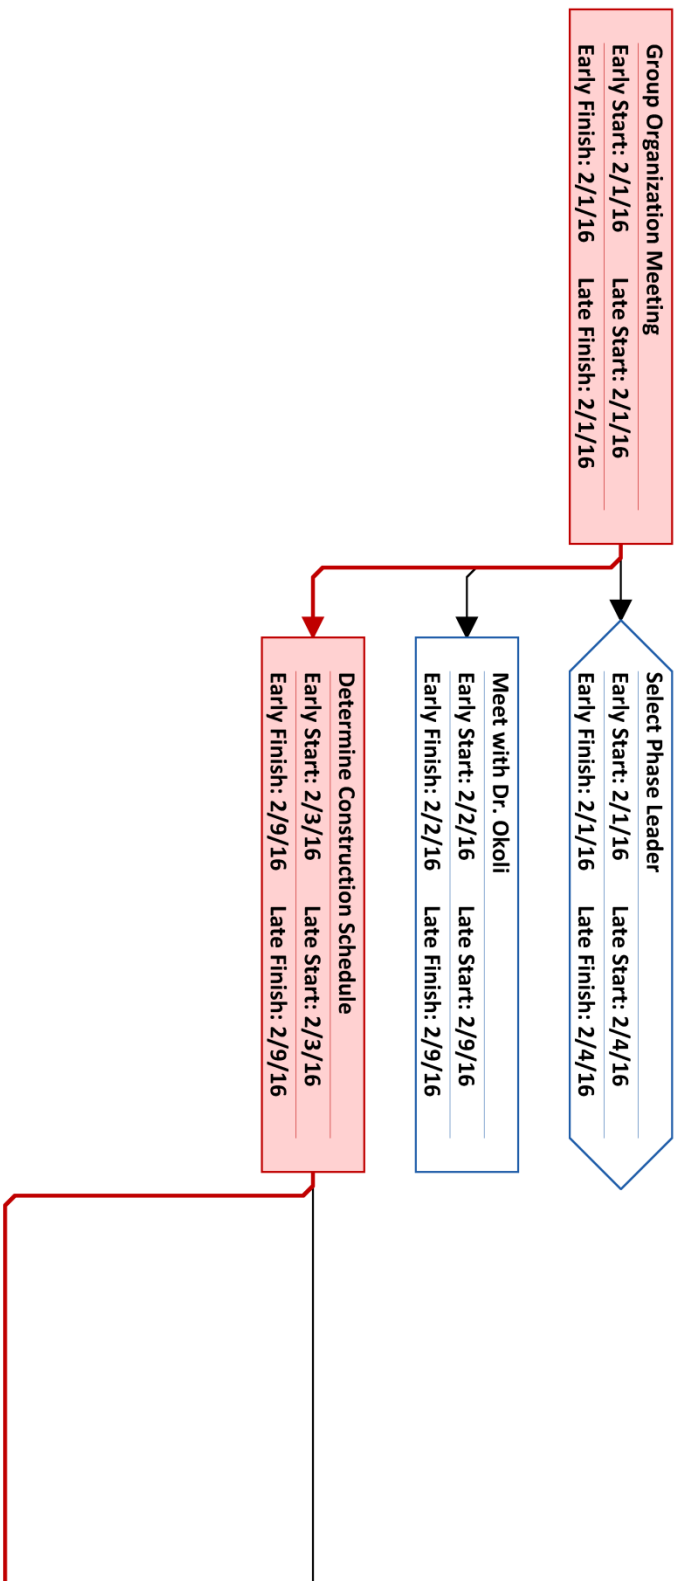 Group Organization Meeting
Early Start: 2/1/16 Late Start: 2/1/16
Early Finish: 2/1/16 Late Finish: 2/1/16
Select Phase Leader
Early Start: 2/1/16 Late Start: 2/4/16
Early Finish: 2/1/16 Late Finish: 2/4/16
Meet with Dr. Okoli
Early Start: 2/2/16 Late Start: 2/9/16
Early Finish: 2/2/16 Late Finish: 2/9/16
Determine Construction Schedule
Early Start: 2/3/16 Late Start: 2/3/16
Early Finish: 2/9/16 Late Finish: 2/9/16